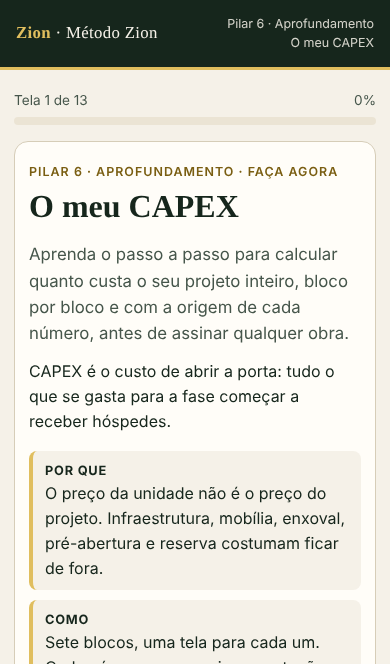 Zion · Método Zion
Pilar 6 · Aprofundamento
O meu CAPEX
Tela 1 de 13
0%
PILAR 6 · APROFUNDAMENTO · FAÇA AGORA
O meu CAPEX
Aprenda o passo a passo para calcular
quanto custa o seu projeto inteiro, bloco
por bloco e com a origem de cada
número, antes de assinar qualquer obra.
CAPEX é o custo de abrir a porta: tudo o
que se gasta para a fase começar a
receber hóspedes.
POR QUE
O preço da unidade não é o preço do
projeto. Infraestrutura, mobília, enxoval,
pré-abertura e reserva costumam ficar
de fora.
COMO
Sete blocos, uma tela para cada um.